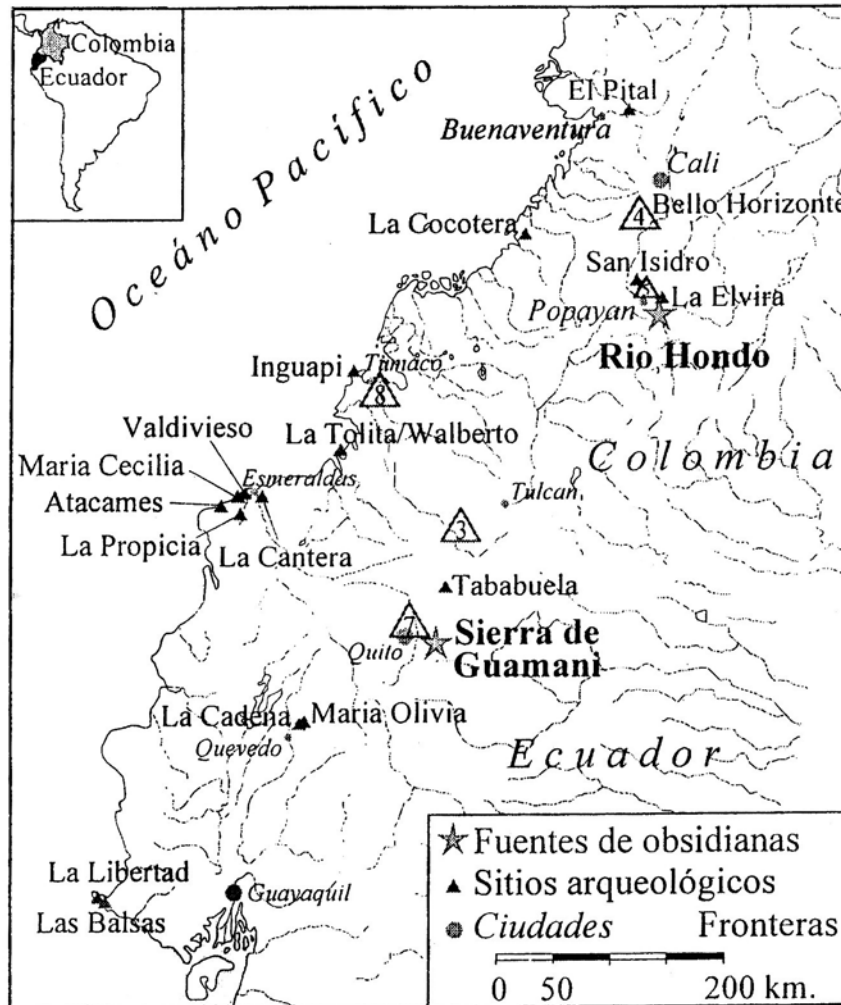 Colombia
Ecuador
Oceáno Pacífico
El Pital
Buenaventura
Cali
4
Bello Horizonte
La Cocotera
San Isidro
La Elvira
Popayan
Rio Hondo
Inguapi
Tumaco
8
Valdivieso
La Tolita/Walberto
Colombia
Maria Cecilia
Esmeraldas
Atacames
Tulcan
La Propicia
3
La Cantera
Tababuela
7
Sierra de
Guamani
Quito
La Cadena
Maria Olivia
Quevedo
Ecuador
Fuentes de obsidianas
La Libertad
Sitios arqueológicos
Guayaquil
Las Balsas
Ciudades
Fronteras
0 50 200 km.